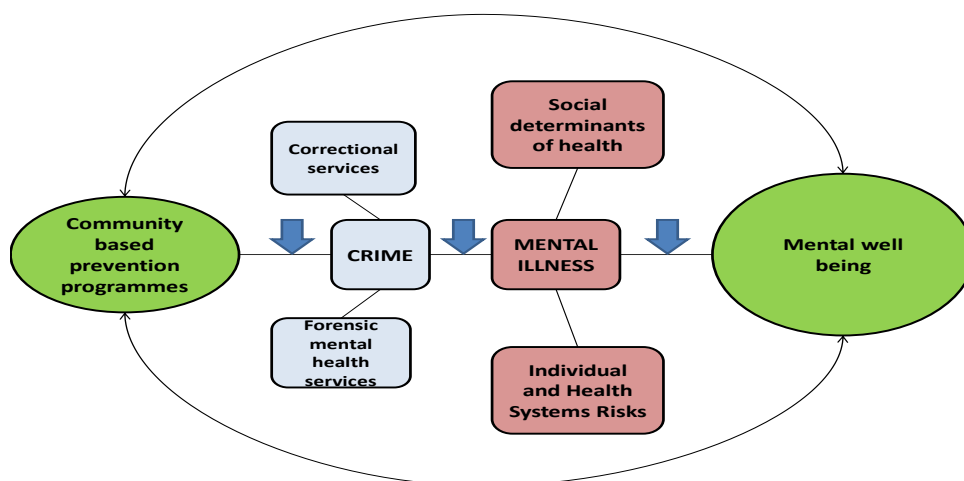 Community
based
prevention
programmes
Correctional
services
CRIME
Forensic
mental
health
services
Social
determinants
of health
MENTAL
ILLNESS
Individual
and Health
Systems Risks
Mental well
being